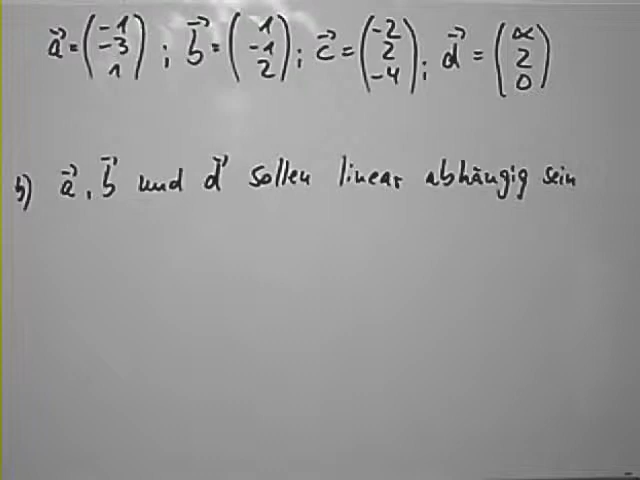 a⃗ = (-1 -3 1) ; b⃗ = (1 -1 2) ; c⃗ = (-2 2 -4) ; d⃗ = (α 2 0)
b) a⃗, b⃗ und d⃗ sollen linear abhängig sein